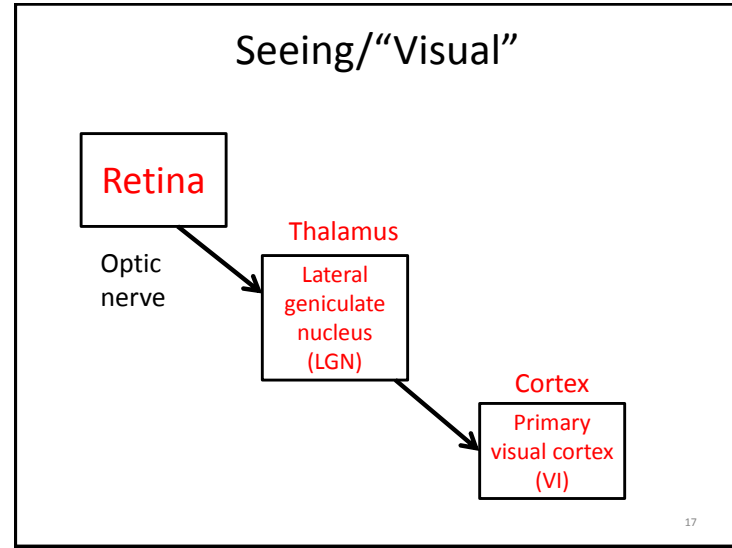 Seeing/“Visual”
Retina
Optic
nerve
Thalamus
Lateral
geniculate
nucleus
(LGN)
Cortex
Primary
visual cortex
(VI)
17